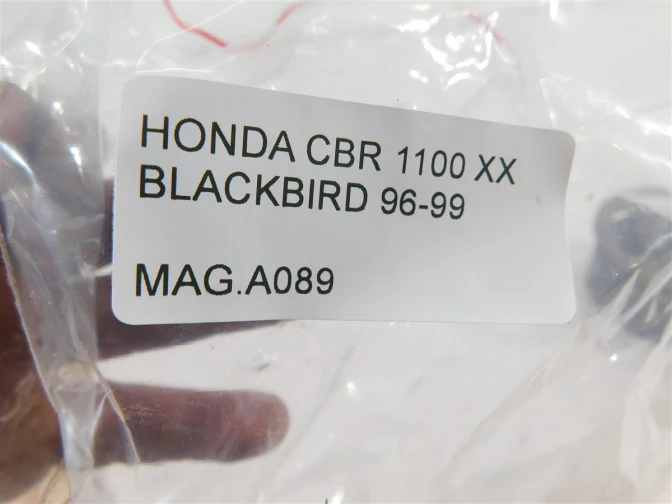 HONDA CBR 1100 XX
BLACKBIRD 96-99
MAG.A089